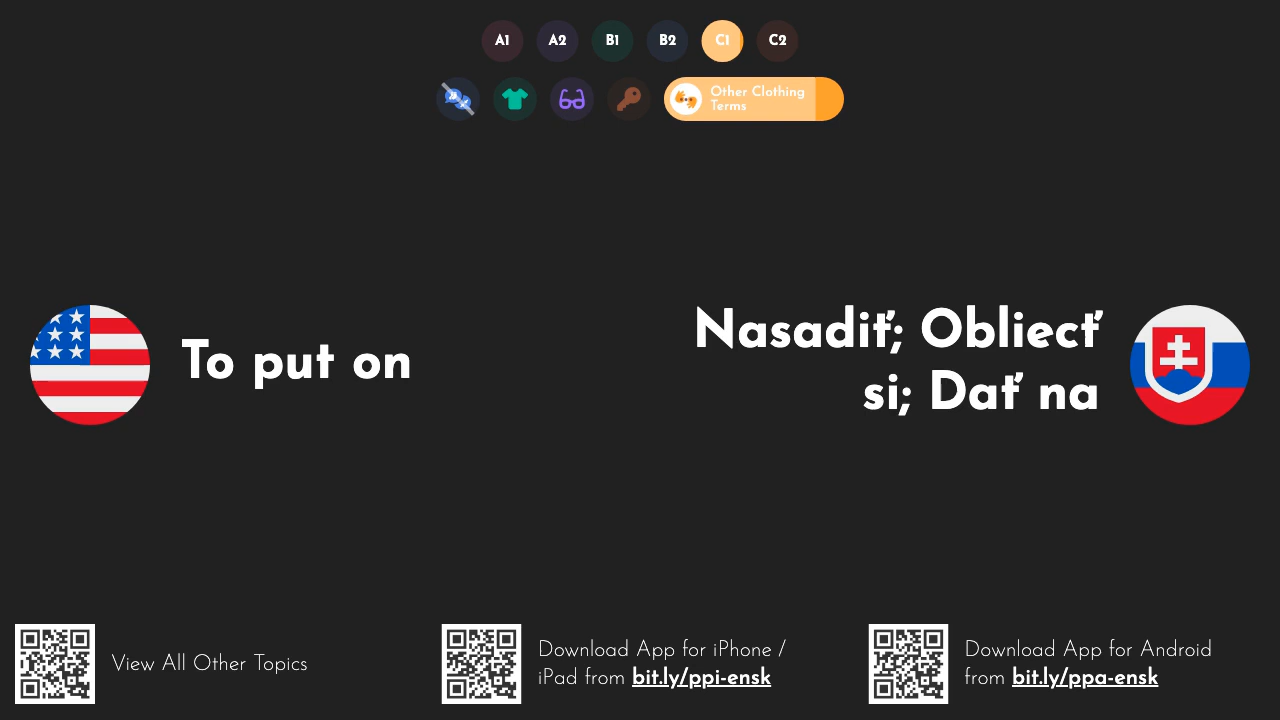 A1 A2 B1 B2 C1 C2
Other Clothing
Terms
To put on
Nasadiť; Obliecť
si; Dať na
View All Other Topics
Download App for iPhone /
iPad from bit.ly/ppi-ensk
Download App for Android
from bit.ly/ppa-ensk